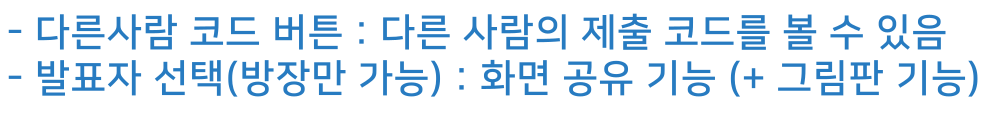 - 다른사람 코드 버튼 : 다른 사람의 제출 코드를 볼 수 있음
- 발표자 선택(방장만 가능) : 화면 공유 기능 (+ 그림판 기능)